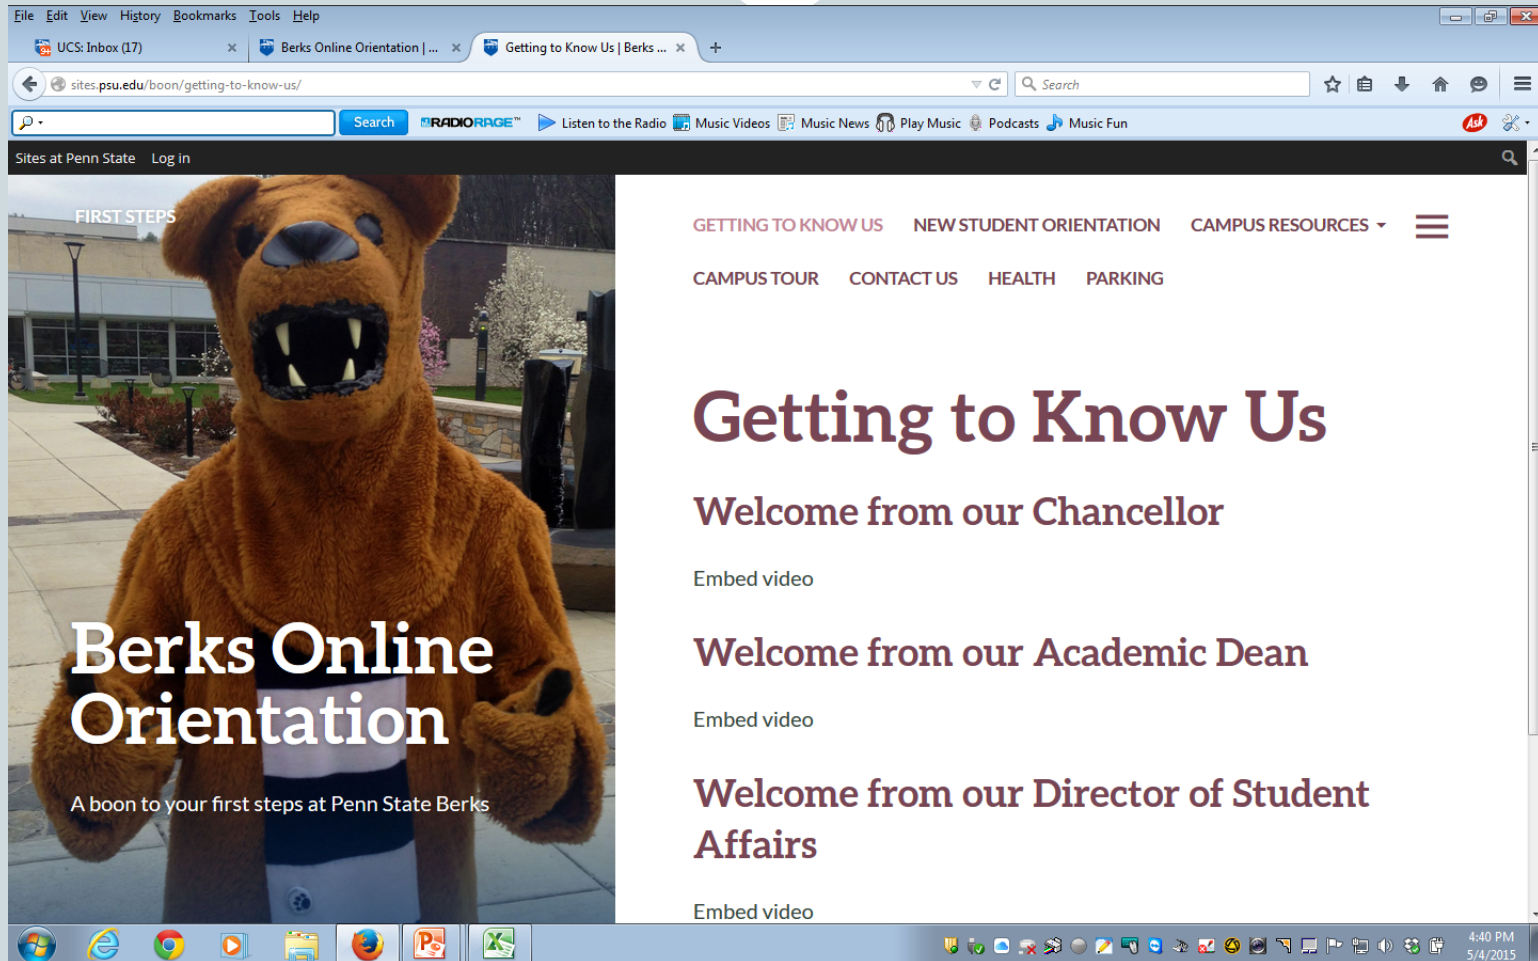 File Edit View History Bookmarks Tools Help
UCS: Inbox (17) × Berks Online Orientation | ... × Getting to Know Us | Berks ... × +
sites.psu.edu/boon/getting-to-know-us/ Search
Search RADIORAGE™ Listen to the Radio Music Videos Music News Play Music Podcasts Music Fun Ask
Sites at Penn State Log in
FIRST STEPS
GETTING TO KNOW US NEW STUDENT ORIENTATION CAMPUS RESOURCES
CAMPUS TOUR CONTACT US HEALTH PARKING
Getting to Know Us
Welcome from our Chancellor
Embed video
Welcome from our Academic Dean
Embed video
Welcome from our Director of Student
Affairs
Embed video
Berks Online
Orientation
A boon to your first steps at Penn State Berks
4:40 PM
5/4/2015